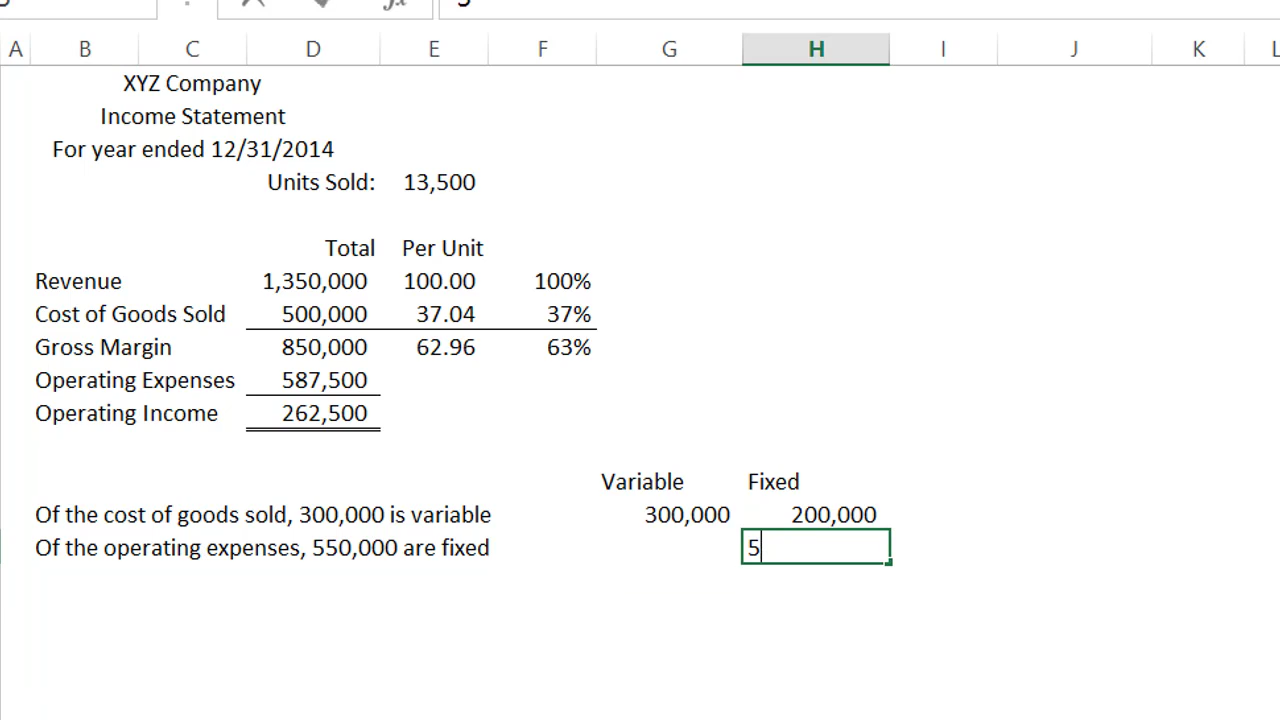 A B C D E F G H I J K L
XYZ Company
Income Statement
For year ended 12/31/2014
Units Sold: 13,500
Total Per Unit
Revenue 1,350,000 100.00 100%
Cost of Goods Sold 500,000 37.04 37%
Gross Margin 850,000 62.96 63%
Operating Expenses 587,500
Operating Income 262,500
Variable Fixed
Of the cost of goods sold, 300,000 is variable 300,000 200,000
Of the operating expenses, 550,000 are fixed 5